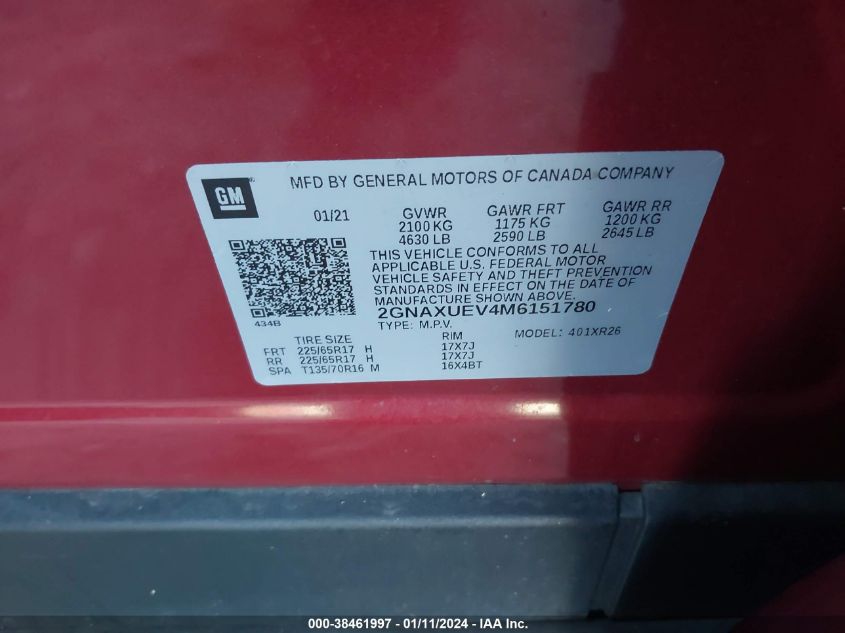 GM
MFD BY GENERAL MOTORS OF CANADA COMPANY
01/21 GVWR GAWR FRT GAWR RR
2100 KG 1175 KG 1200 KG
4630 LB 2590 LB 2645 LB
THIS VEHICLE CONFORMS TO ALL
APPLICABLE U.S. FEDERAL MOTOR
VEHICLE SAFETY AND THEFT PREVENTION
STANDARDS IN EFFECT ON THE DATE OF
MANUFACTURE SHOWN ABOVE.
434B 2GNAXUEV4M6151780
TYPE: M.P.V. MODEL: 401XR26
TIRE SIZE RIM
FRT 225/65R17 H 17X7J
RR 225/65R17 H 17X7J
SPA T135/70R16 M 16X4BT
000-38461997 - 01/11/2024 - IAA Inc.